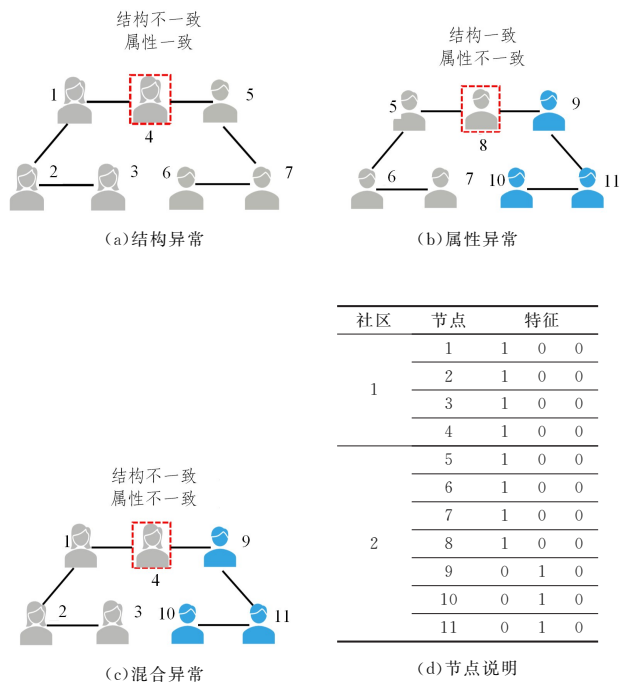 结构不一致
属性一致
1
5
4
2
3
6
7
(a)结构异常
结构一致
属性不一致
5
9
8
6
7
10
11
(b)属性异常
结构不一致
属性不一致
1
9
4
2
3
10
11
(c)混合异常
社区 节点 特征
1 1 0 0
2 1 0 0
1
3 1 0 0
4 1 0 0
5 1 0 0
6 1 0 0
7 1 0 0
2
8 1 0 0
9 0 1 0
10 0 1 0
11 0 1 0
(d)节点说明